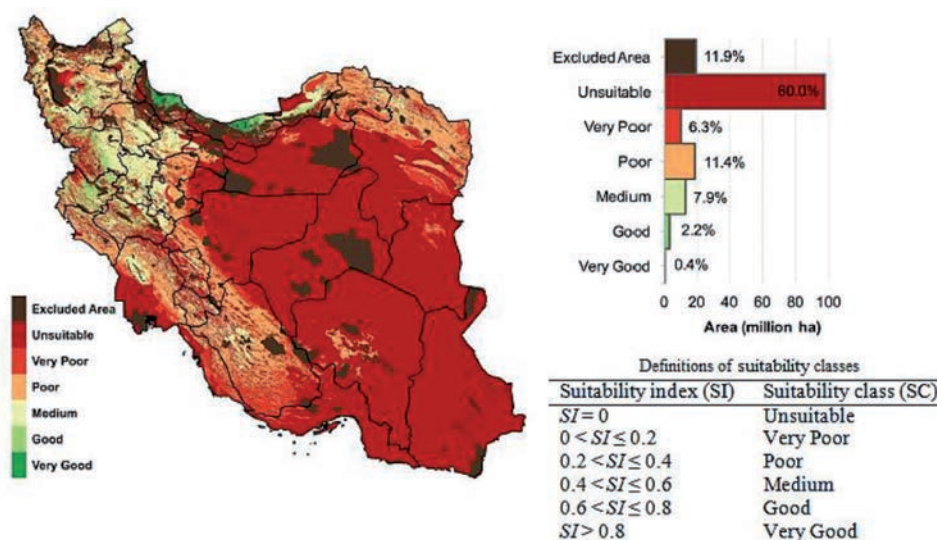 Excluded Area
Unsuitable
Very Poor
Poor
Medium
Good
Very Good
Excluded Area 11.9%
Unsuitable 60.0%
Very Poor 6.3%
Poor 11.4%
Medium 7.9%
Good 2.2%
Very Good 0.4%
0 20 40 60 80 100
Area (million ha)
Definitions of suitability classes
Suitability index (SI) Suitability class (SC)
SI = 0 Unsuitable
0 < SI ≤ 0.2 Very Poor
0.2 < SI ≤ 0.4 Poor
0.4 < SI ≤ 0.6 Medium
0.6 < SI ≤ 0.8 Good
SI > 0.8 Very Good